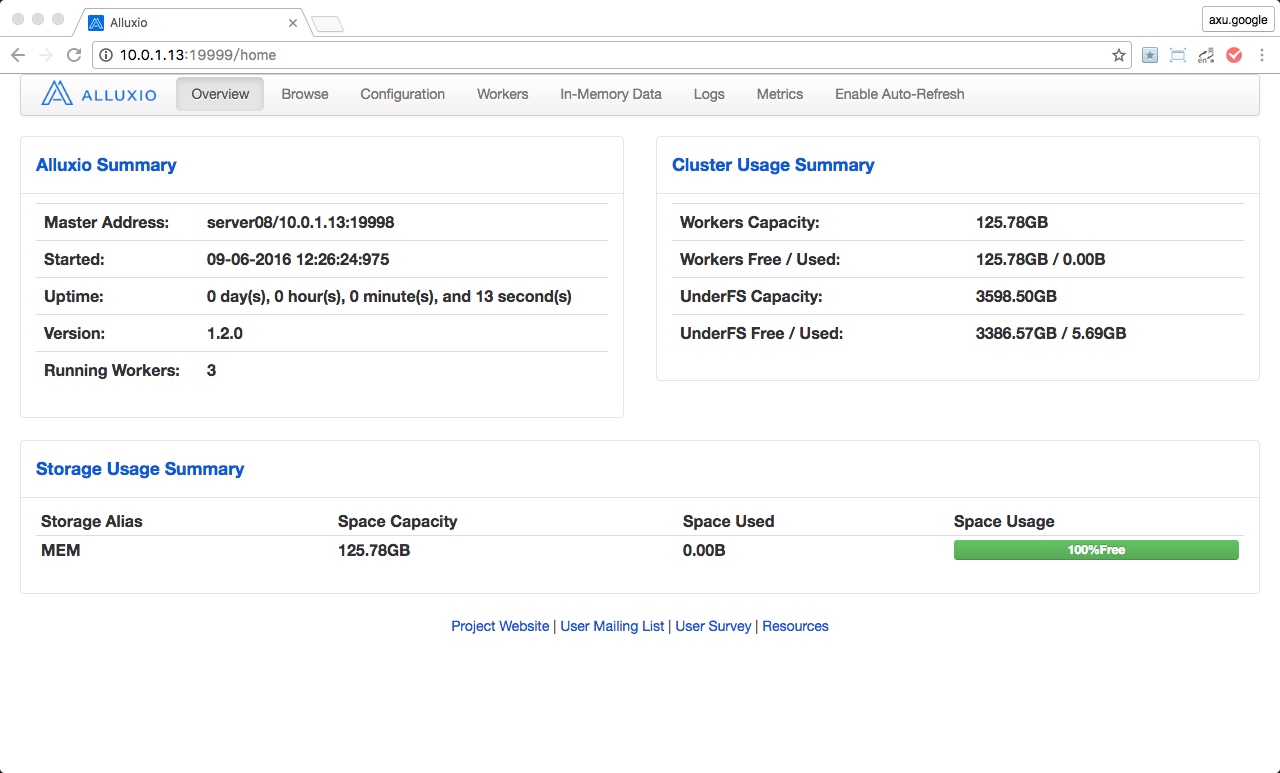 Alluxio
axu.google
10.0.1.13:19999/home
ALLUXIO Overview Browse Configuration Workers In-Memory Data Logs Metrics Enable Auto-Refresh
Alluxio Summary
Master Address: server08/10.0.1.13:19998
Started: 09-06-2016 12:26:24:975
Uptime: 0 day(s), 0 hour(s), 0 minute(s), and 13 second(s)
Version: 1.2.0
Running Workers: 3
Cluster Usage Summary
Workers Capacity: 125.78GB
Workers Free / Used: 125.78GB / 0.00B
UnderFS Capacity: 3598.50GB
UnderFS Free / Used: 3386.57GB / 5.69GB
Storage Usage Summary
Storage Alias Space Capacity Space Used Space Usage
MEM 125.78GB 0.00B 100%Free
Project Website | User Mailing List | User Survey | Resources